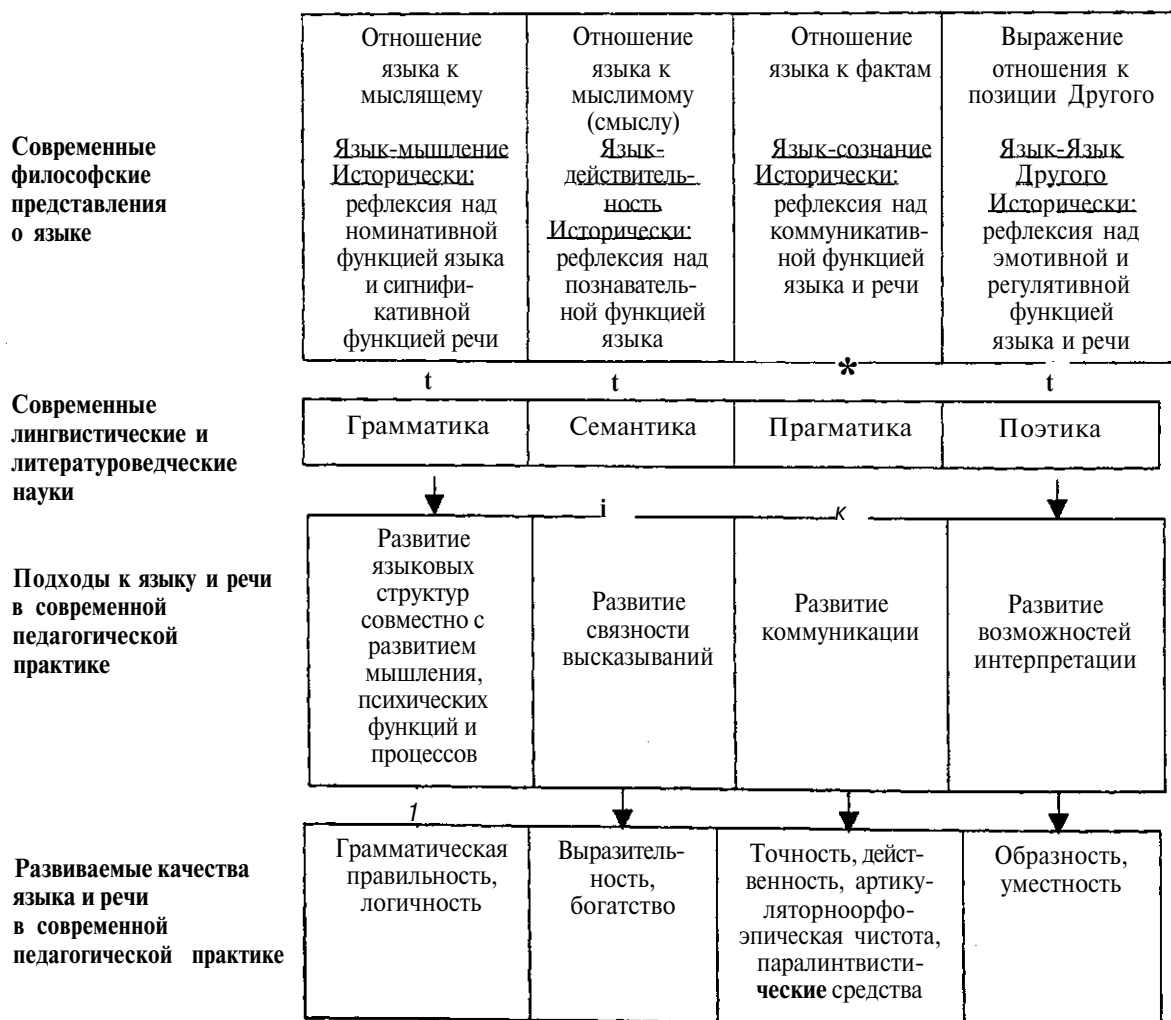 Современные
философские
представления
о языке
Отношение
языка к
мыслящему
Язык-мышление
Исторически:
рефлексия над
номинативной
функцией языка
и сигнифи-
кативной
функцией речи
Отношение
языка к
мыслимому
(смыслу)
Язык-
действитель-
ность
Исторически:
рефлексия над
познаватель-
ной функцией
языка
Отношение
языка к фактам
Язык-сознание
Исторически:
рефлексия над
коммуникатив-
ной функцией
языка и речи
Выражение
отношения к
позиции Другого
Язык-Язык
Другого
Исторически:
рефлексия над
эмотивной и
регулятивной
функцией
языка и речи
t
t
*
t
Современные
лингвистические и
литературоведческие
науки
Грамматика
Семантика
Прагматика
Поэтика
i
к
Подходы к языку и речи
в современной
педагогической
практике
Развитие
языковых
структур
совместно с
развитием
мышления,
психических
функций и
процессов
Развитие
связности
высказываний
Развитие
коммуникации
Развитие
возможностей
интерпретации
1
Развиваемые качества
языка и речи
в современной
педагогической практике
Грамматическая
правильность,
логичность
Выразитель-
ность,
богатство
Точность, дейст-
венность, артику-
ляторноорфо-
эпическая чистота,
паралинтвисти-
ческие средства
Образность,
уместность